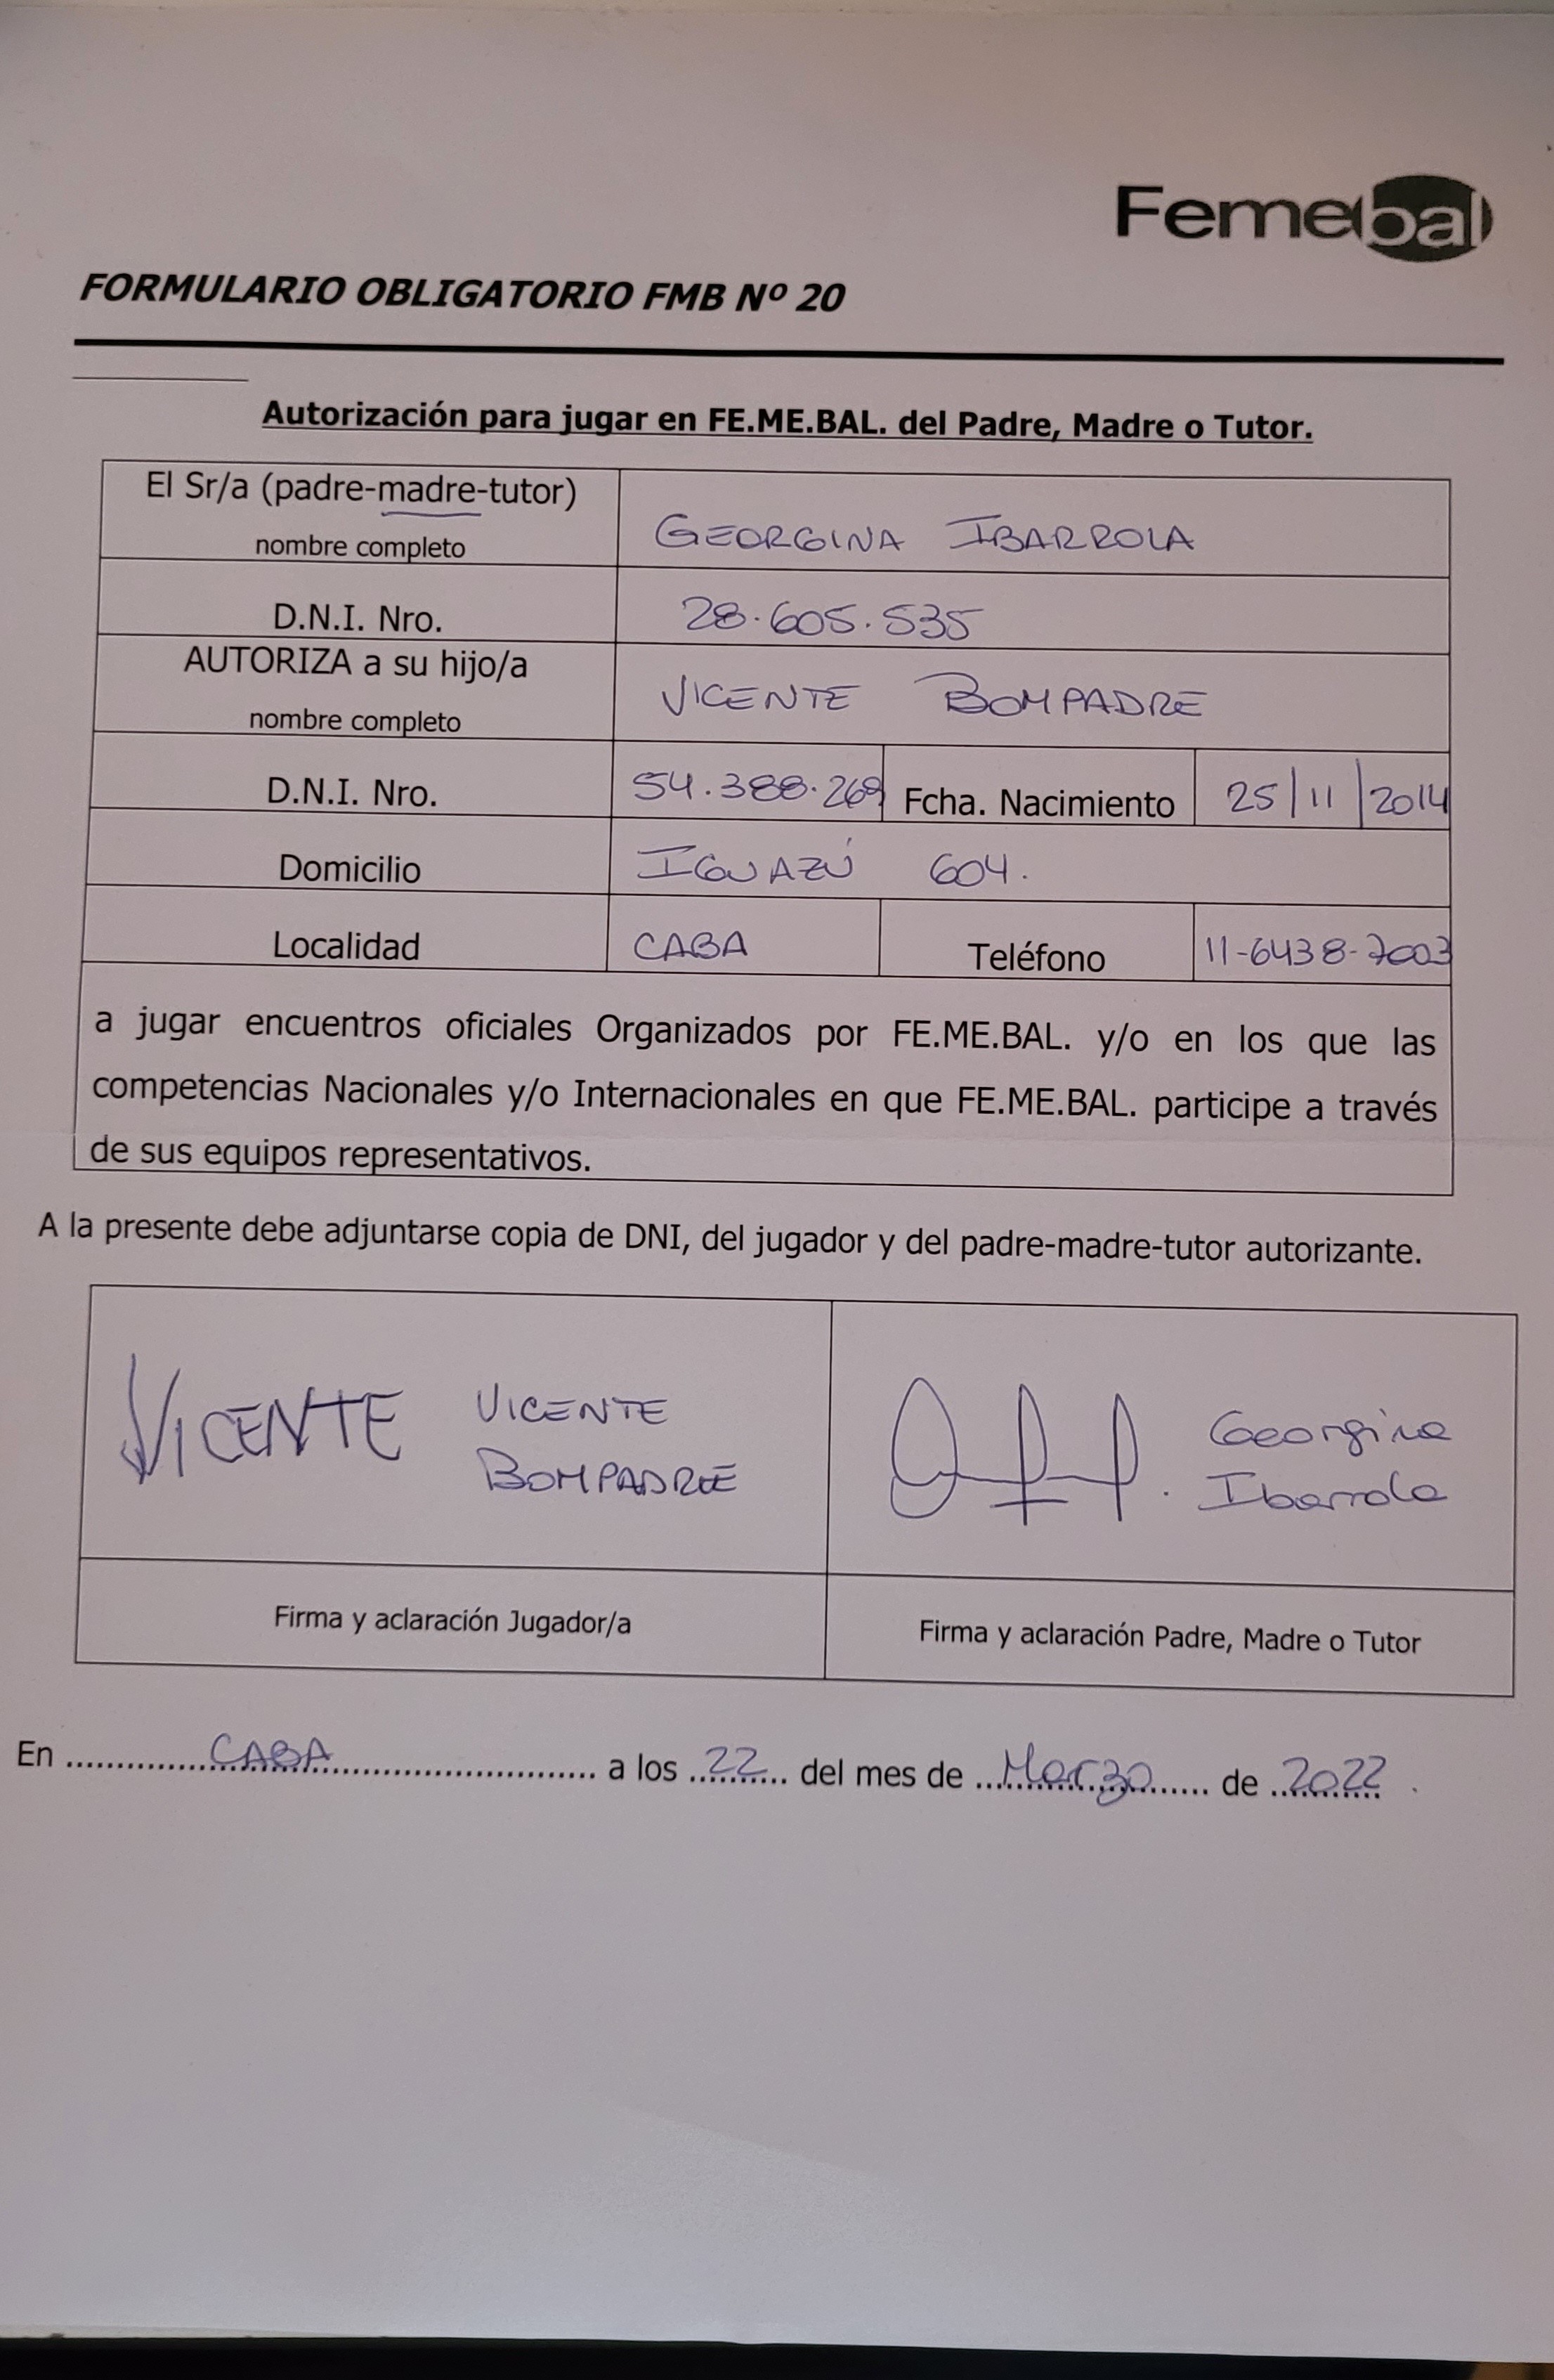 Femebal
FORMULARIO OBLIGATORIO FMB Nº 20
Autorización para jugar en FE.ME.BAL. del Padre, Madre o Tutor.
El Sr/a (padre-madre-tutor)
nombre completo
GEORGINA IBARROLA
D.N.I. Nro.
28.605.535
AUTORIZA a su hijo/a
nombre completo
VICENTE BOMPADRE
D.N.I. Nro.
54.388.269
Fcha. Nacimiento
25/11/2014
Domicilio
IGUAZÚ 604.
Localidad
CABA
Teléfono
11-6438-7003
a jugar encuentros oficiales Organizados por FE.ME.BAL. y/o en los que las
competencias Nacionales y/o Internacionales en que FE.ME.BAL. participe a través
de sus equipos representativos.
A la presente debe adjuntarse copia de DNI, del jugador y del padre-madre-tutor autorizante.
VICENTE
VICENTE
BOMPADRE
Georgina
Ibarrola
Firma y aclaración Jugador/a
Firma y aclaración Padre, Madre o Tutor
En CABA a los 22 del mes de Marzo de 2022.